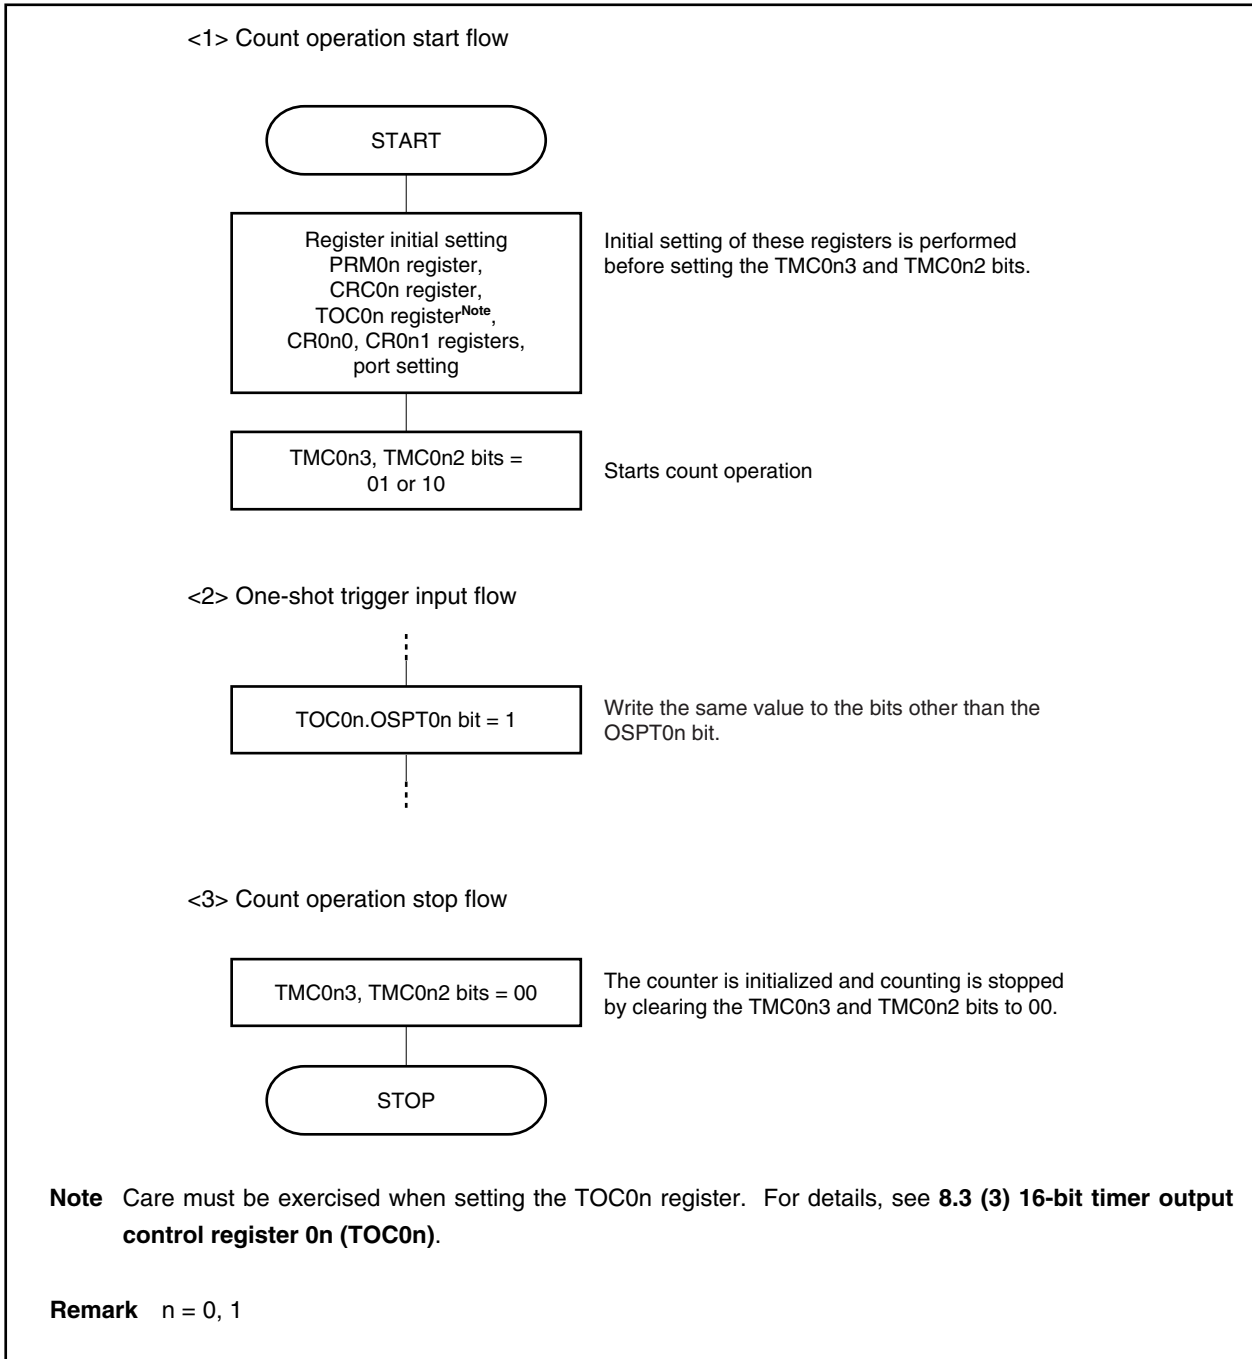 <1> Count operation start flow
START
Register initial setting
PRM0n register,
CRC0n register,
TOC0n registerNote,
CR0n0, CR0n1 registers,
port setting
Initial setting of these registers is performed
before setting the TMC0n3 and TMC0n2 bits.
TMC0n3, TMC0n2 bits =
01 or 10
Starts count operation
<2> One-shot trigger input flow
TOC0n.OSPT0n bit = 1
Write the same value to the bits other than the
OSPT0n bit.
<3> Count operation stop flow
TMC0n3, TMC0n2 bits = 00
The counter is initialized and counting is stopped
by clearing the TMC0n3 and TMC0n2 bits to 00.
STOP
Note Care must be exercised when setting the TOC0n register. For details, see 8.3 (3) 16-bit timer output
control register 0n (TOC0n).
Remark n = 0, 1